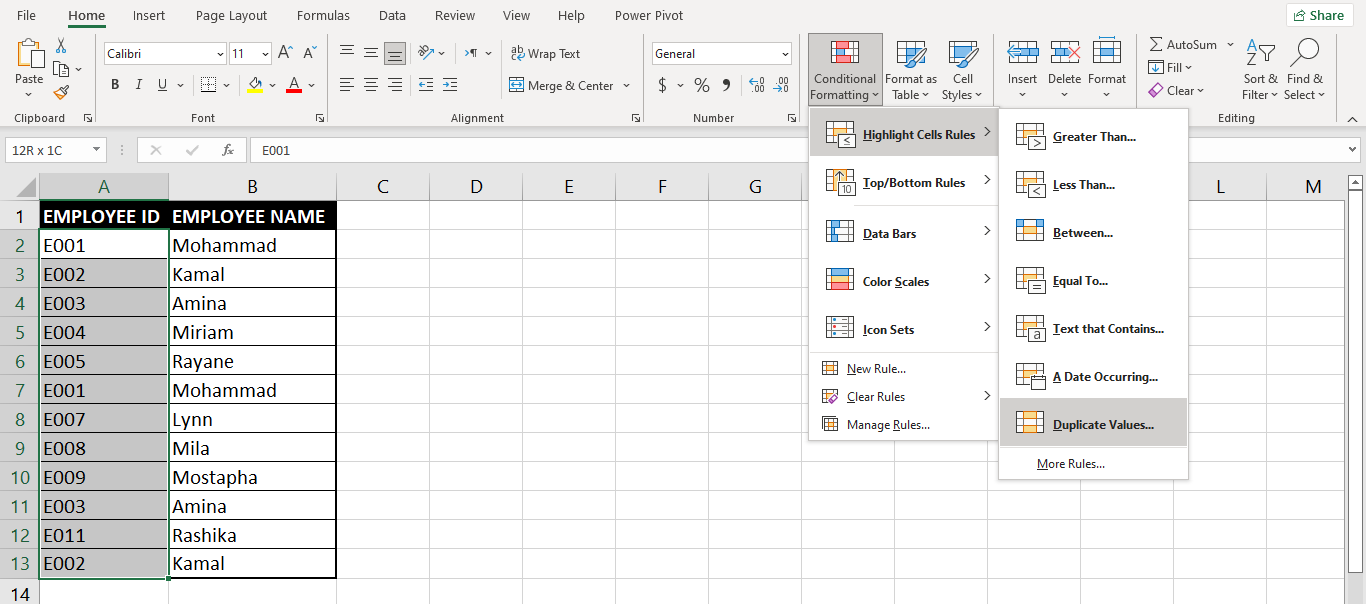 File Home Insert Page Layout Formulas Data Review View Help Power Pivot Share
Paste
Calibri 11
B I U
A
ab Wrap Text
Merge & Center
General
$ % 9
Conditional Formatting
Format as Table
Cell Styles
Insert Delete Format
AutoSum
Fill
Clear
Sort & Filter
Find & Select
Clipboard Font Alignment Number Editing
12R x 1C fx E001
A B C D E F G L M
1 EMPLOYEE ID EMPLOYEE NAME
2 E001 Mohammad
3 E002 Kamal
4 E003 Amina
5 E004 Miriam
6 E005 Rayane
7 E001 Mohammad
8 E007 Lynn
9 E008 Mila
10 E009 Mostapha
11 E003 Amina
12 E011 Rashika
13 E002 Kamal
14
Highlight Cells Rules
Top/Bottom Rules
Data Bars
Color Scales
Icon Sets
New Rule...
Clear Rules
Manage Rules...
Greater Than...
Less Than...
Between...
Equal To...
Text that Contains...
A Date Occurring...
Duplicate Values...
More Rules...